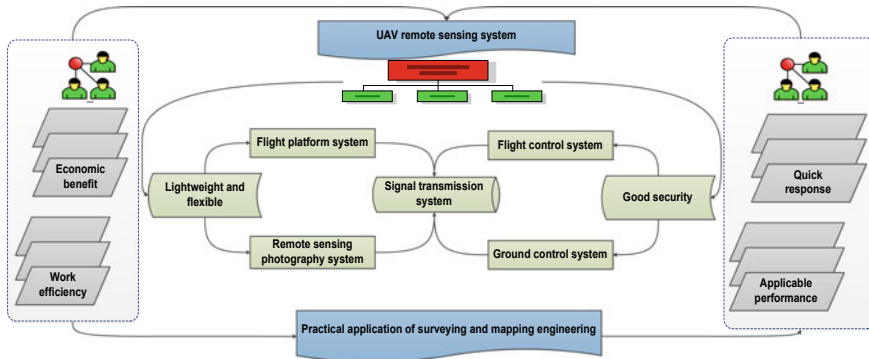 UAV remote sensing system
Economic
benefit
Work
efficiency
Flight platform system
Lightweight and
flexible
Remote sensing
photography system
Signal transmission
system
Flight control system
Good security
Ground control system
Quick
response
Applicable
performance
Practical application of surveying and mapping engineering